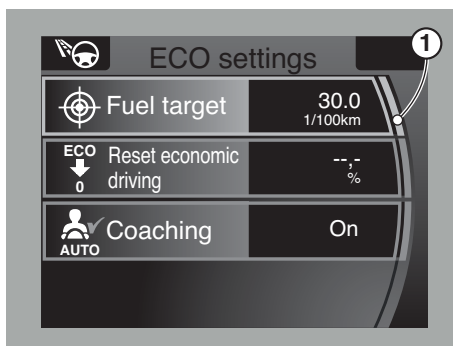 1
ECO settings
Fuel target
30.0
1/100km
ECO
0
Reset economic
driving
--,-
%
AUTO
Coaching
On